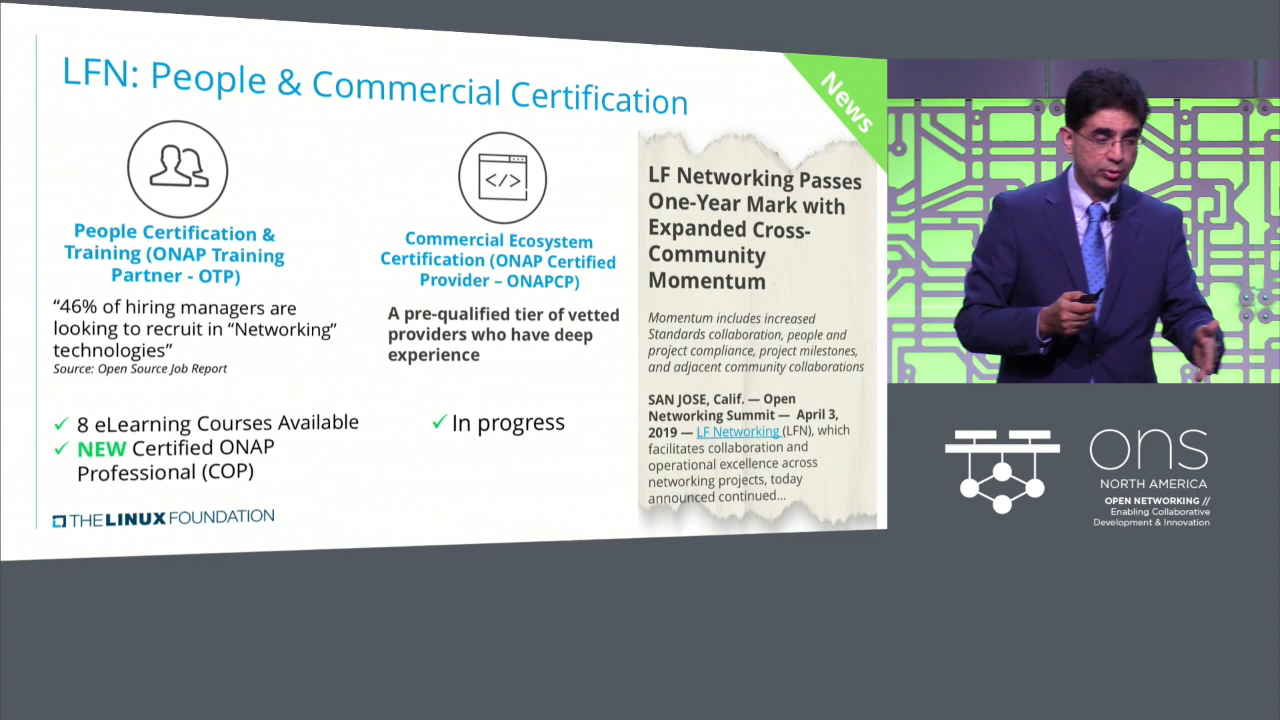 LFN: People & Commercial Certification
News
People Certification &
Training (ONAP Training
Partner - OTP)
“46% of hiring managers are
looking to recruit in “Networking”
technologies”
Source: Open Source Job Report
✓ 8 eLearning Courses Available
✓ NEW Certified ONAP
Professional (COP)
THE LINUX FOUNDATION
</>
Commercial Ecosystem
Certification (ONAP Certified
Provider – ONAPCP)
A pre-qualified tier of vetted
providers who have deep
experience
✓ In progress
LF Networking Passes
One-Year Mark with
Expanded Cross-
Community
Momentum
Momentum includes increased
Standards collaboration, people and
project compliance, project milestones,
and adjacent community collaborations
SAN JOSE, Calif. — Open
Networking Summit — April 3,
2019 — LF Networking (LFN), which
facilitates collaboration and
operational excellence across
networking projects, today
announced continued...
ons
NORTH AMERICA
OPEN NETWORKING //
Enabling Collaborative
Development & Innovation